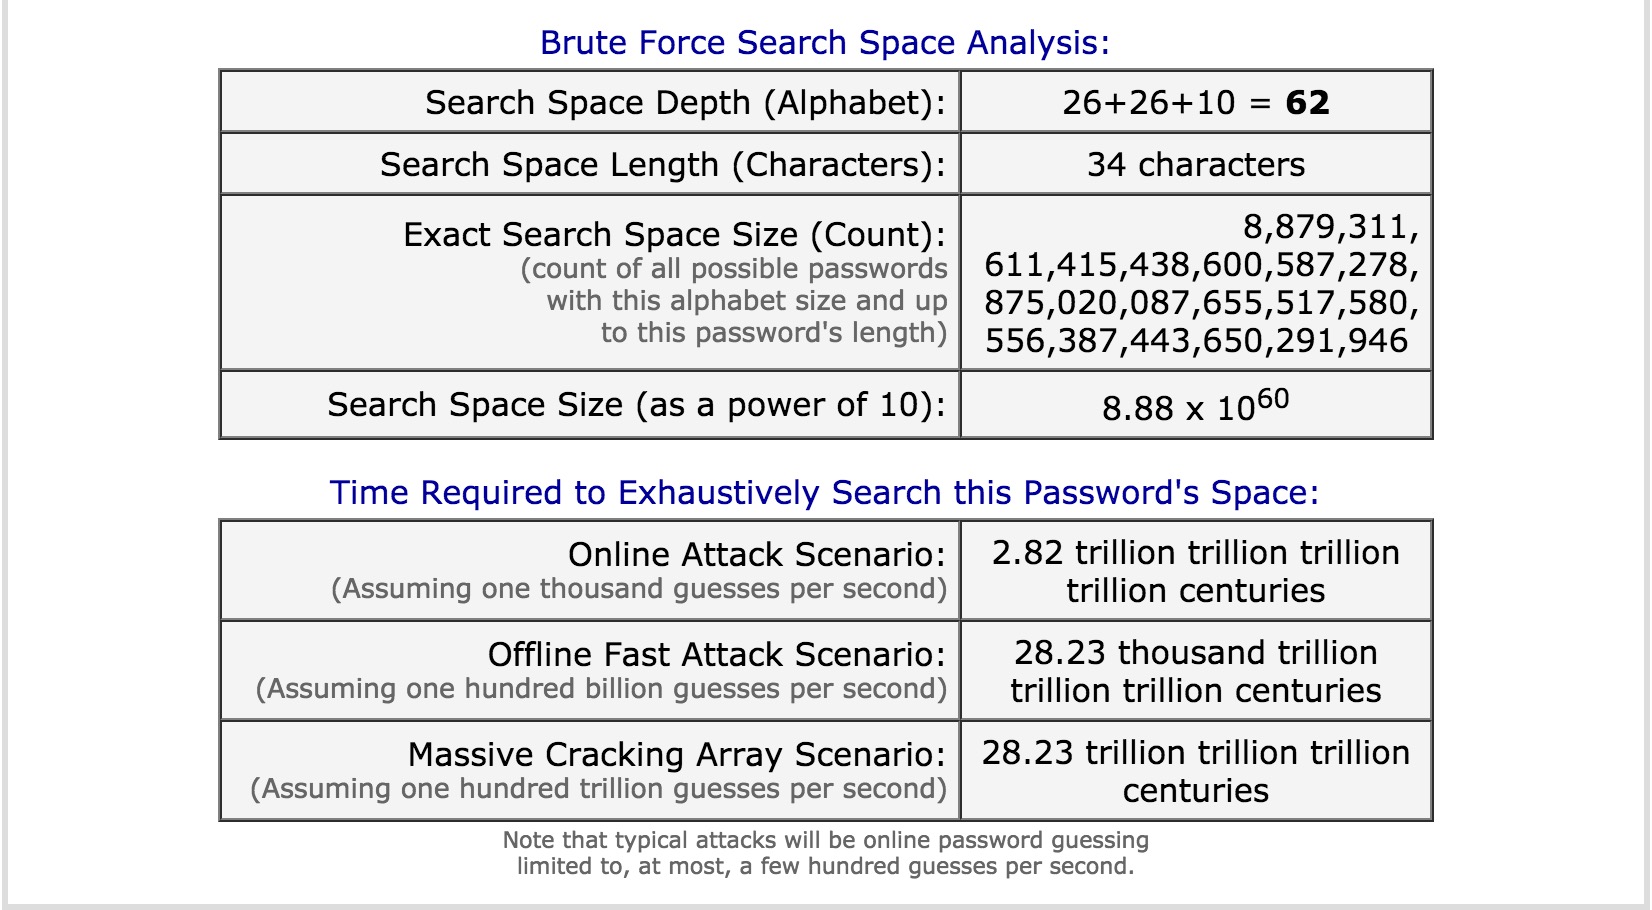 Brute Force Search Space Analysis:
Search Space Depth (Alphabet): 26+26+10 = 62
Search Space Length (Characters): 34 characters
Exact Search Space Size (Count):
(count of all possible passwords
with this alphabet size and up
to this password's length)
8,879,311,
611,415,438,600,587,278,
875,020,087,655,517,580,
556,387,443,650,291,946
Search Space Size (as a power of 10): 8.88 x 10⁶⁰
Time Required to Exhaustively Search this Password's Space:
Online Attack Scenario:
(Assuming one thousand guesses per second)
2.82 trillion trillion trillion
trillion centuries
Offline Fast Attack Scenario:
(Assuming one hundred billion guesses per second)
28.23 thousand trillion
trillion trillion centuries
Massive Cracking Array Scenario:
(Assuming one hundred trillion guesses per second)
28.23 trillion trillion trillion
centuries
Note that typical attacks will be online password guessing
limited to, at most, a few hundred guesses per second.